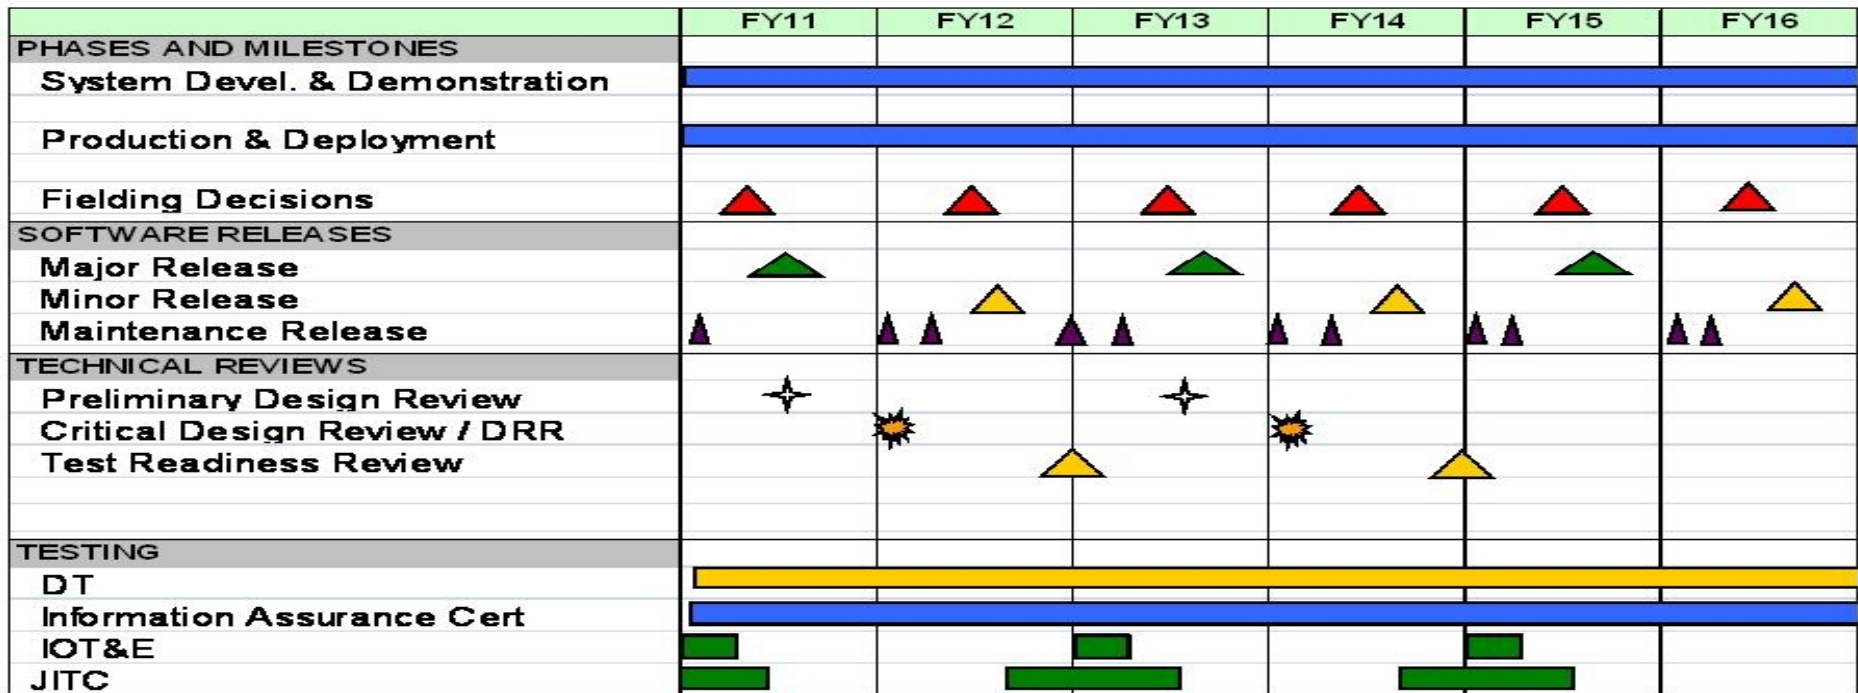 FY11 FY12 FY13 FY14 FY15 FY16
PHASES AND MILESTONES
System Devel. & Demonstration
Production & Deployment
Fielding Decisions
SOFTWARE RELEASES
Major Release
Minor Release
Maintenance Release
TECHNICAL REVIEWS
Preliminary Design Review
Critical Design Review / DRR
Test Readiness Review
TESTING
DT
Information Assurance Cert
IOT&E
JITC